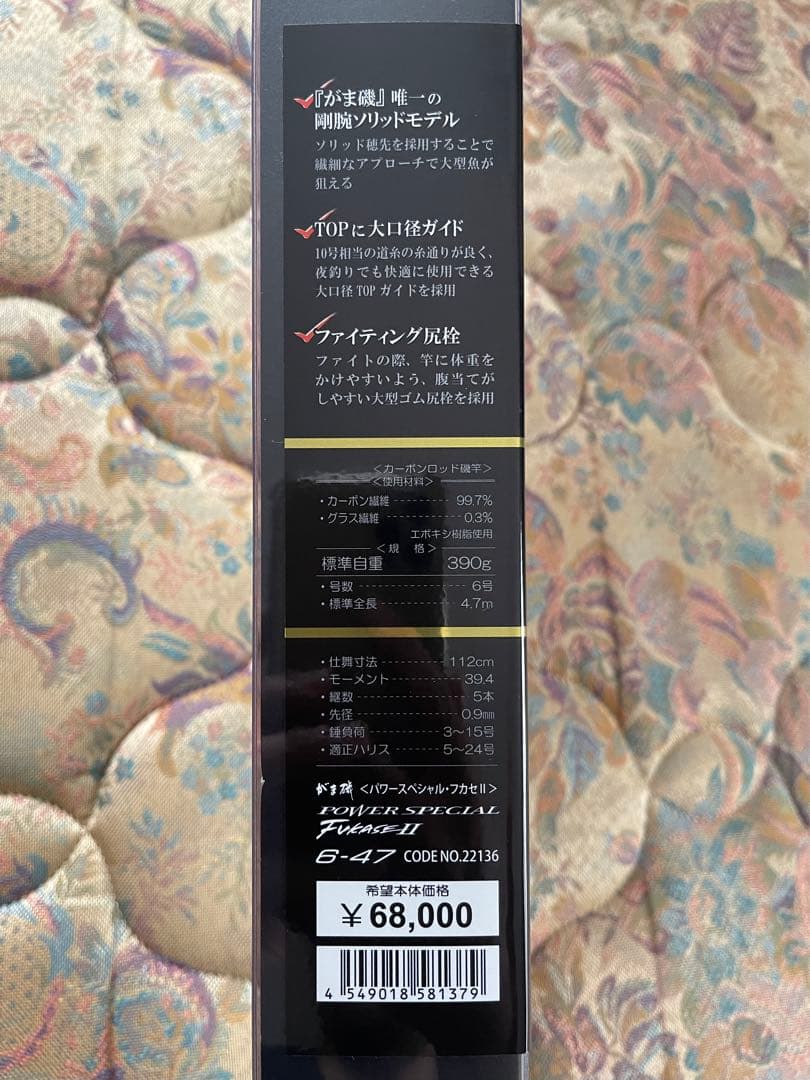 『がま磯』唯一の
剛腕ソリッドモデル
ソリッド穂先を採用することで
繊細なアプローチで大型魚が
狙える
TOPに大口径ガイド
10号相当の道糸の糸通りが良く、
夜釣りでも快適に使用できる
大口径TOPガイドを採用
ファイティング尻栓
ファイトの際、竿に体重を
かけやすいよう、腹当てが
しやすい大型ゴム尻栓を採用
<カーボンロッド磯竿>
<使用材料>
・カーボン繊維 ---------- 99.7%
・グラス繊維 ------------ 0.3%
エポキシ樹脂使用
<規 格>
標準自重 390g
・号数 ------------------ 6号
・標準全長 -------------- 4.7m
・仕舞寸法 ------------ 112cm
・モーメント ------------ 39.4
・継数 ------------------ 5本
・先径 ---------------- 0.9mm
・錘負荷 ------------ 3〜15号
・適正ハリス -------- 5〜24号
がま磯 <パワースペシャル・フカセII>
POWER SPECIAL
FUKASE II
6-47 CODE NO.22136
希望本体価格
¥68,000
4 549018 581379